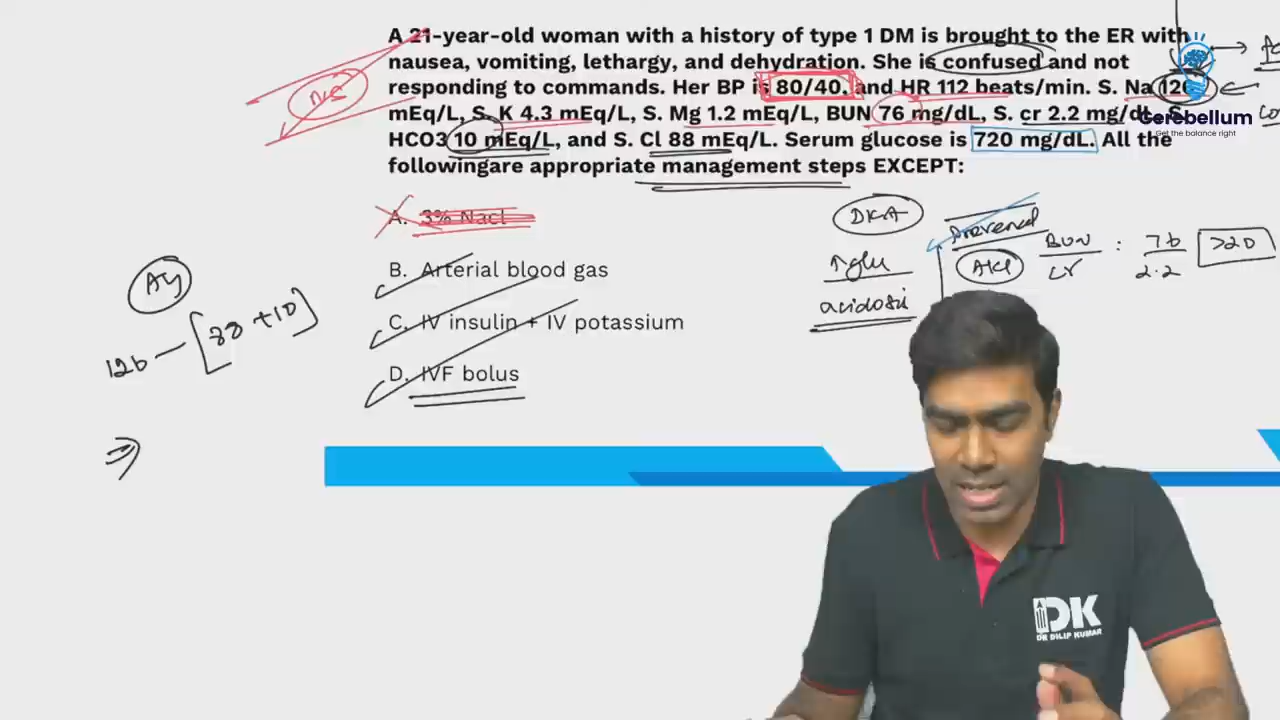 A 21-year-old woman with a history of type 1 DM is brought to the ER with
nausea, vomiting, lethargy, and dehydration. She is confused and not
responding to commands. Her BP is 80/40, and HR 112 beats/min. S. Na 126
mEq/L, S. K 4.3 mEq/L, S. Mg 1.2 mEq/L, BUN 76 mg/dL, S. cr 2.2 mg/dL, S.
HCO3 10 mEq/L, and S. Cl 88 mEq/L. Serum glucose is 720 mg/dL. All the
followingare appropriate management steps EXCEPT:
A. 3% Nacl
B. Arterial blood gas
C. IV insulin + IV potassium
D. IVF bolus
Cerebellum
Get the balance right
NS
DKA
↑glu
acidosis
Prerenal
AKI
BUN
cr
: 76
2.2
>20
AG
126 — [88 + 10]
⇒
DK
DR DILIP KUMAR